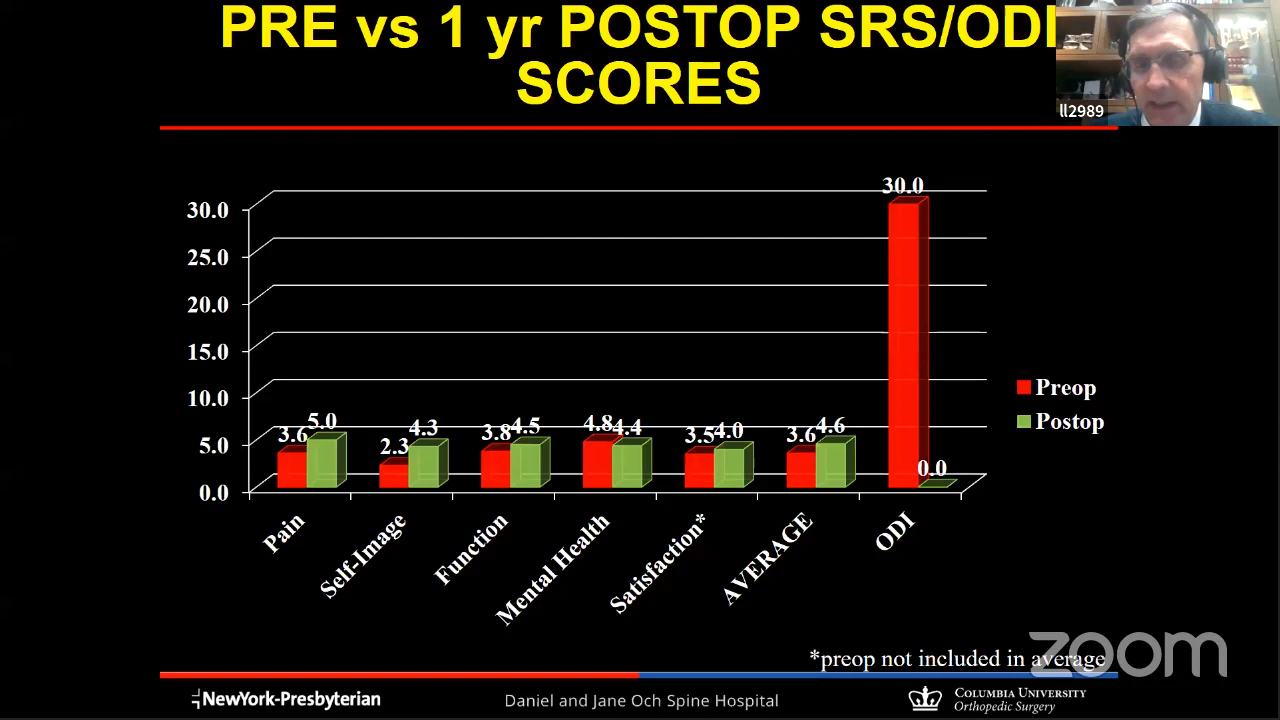 PRE vs 1 yr POSTOP SRS/ODI
SCORES
ll2989
30.0
25.0
20.0
15.0
10.0
5.0
0.0
3.6
5.0
2.3
4.3
3.8
4.5
4.8
4.4
3.5
4.0
3.6
4.6
30.0
0.0
Preop
Postop
Pain
Self-Image
Function
Mental Health
Satisfaction*
AVERAGE
ODI
*preop not included in average
zoom
NewYork-Presbyterian
Daniel and Jane Och Spine Hospital
COLUMBIA UNIVERSITY
Orthopedic Surgery